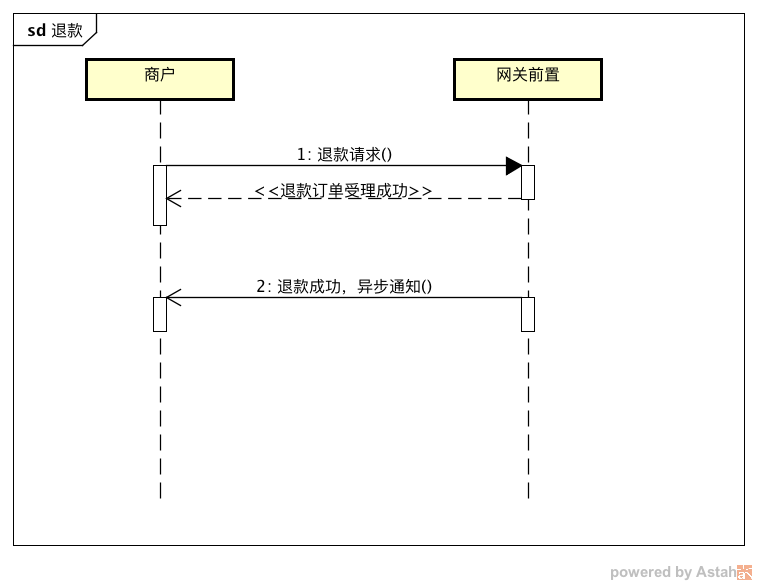 sd 退款
商户
网关前置
1: 退款请求()
<<退款订单受理成功>>
2: 退款成功，异步通知()
powered by Astah